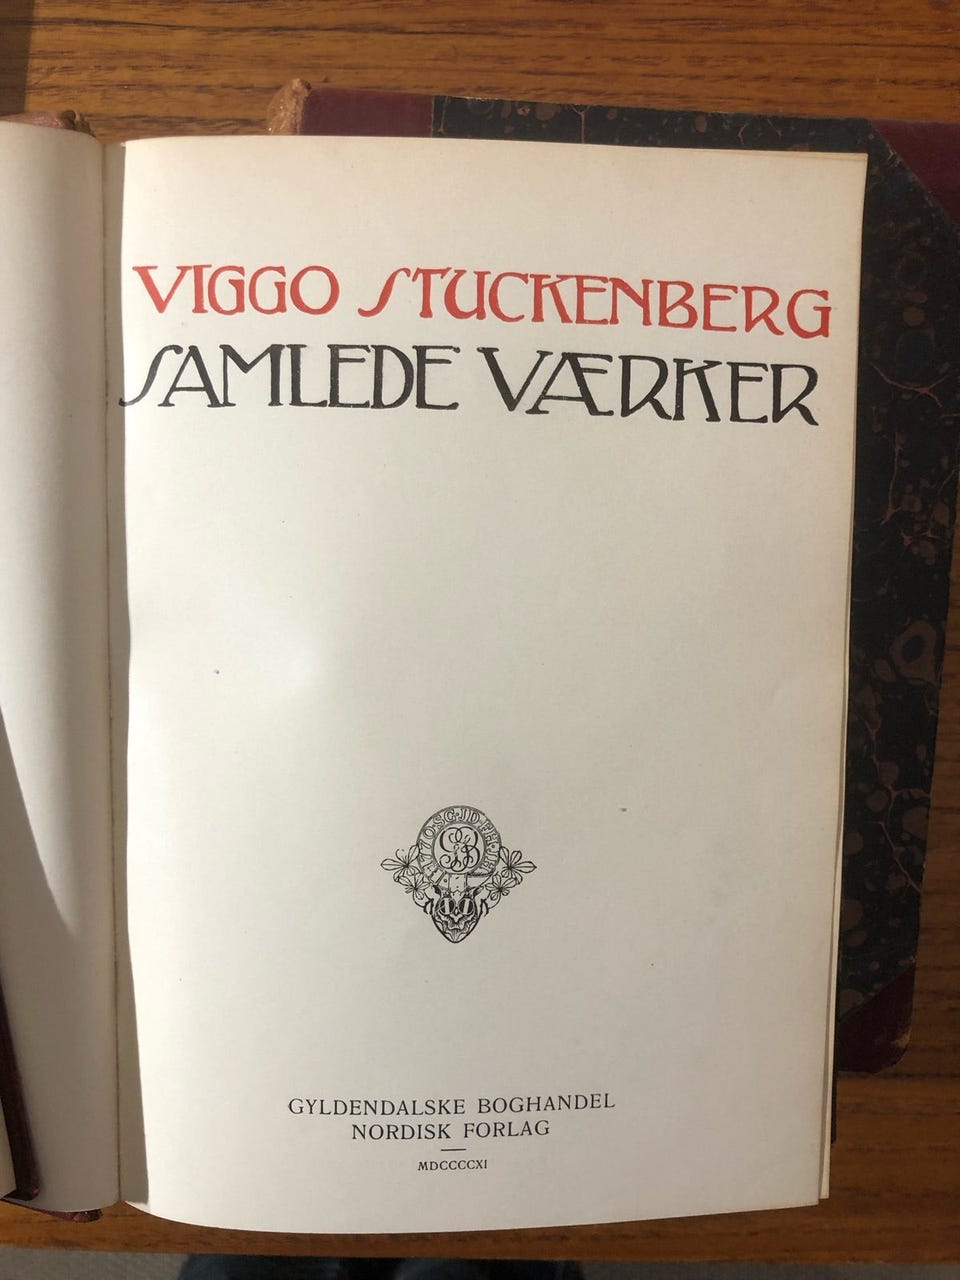 VIGGO STUCKENBERG
SAMLEDE VÆRKER
GYLDENDALSKE BOGHANDEL
NORDISK FORLAG
MDCCCCXI